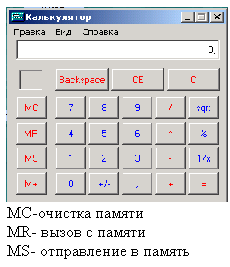 Калькулятор
Правка Вид Справка
0,
Backspace CE C
MC 7 8 9 / sqrt
MR 4 5 6 * %
MS 1 2 3 - 1/x
M+ 0 +/- , + =
МС-очистка памяти
MR- вызов с памяти
MS- отправление в память